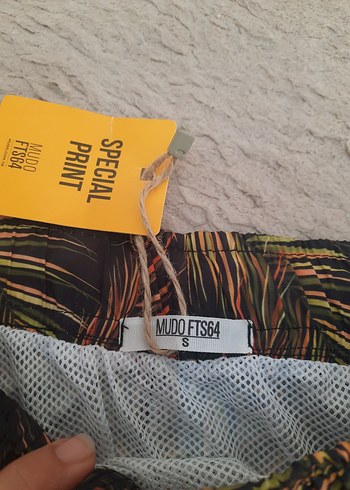 SPECIAL
PRINT
MUDO
FTS64
MUDO FTS64
S